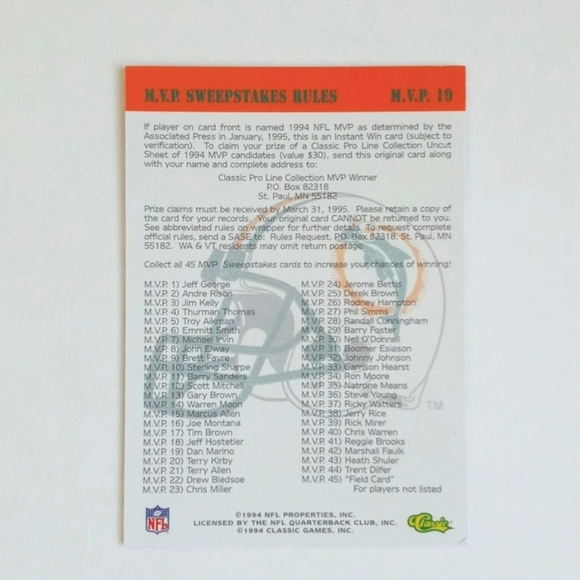 M.V.P. SWEEPSTAKES RULES M.V.P. 19
If player on card front is named 1994 NFL MVP as determined by the
Associated Press in January, 1995, this is an Instant Win card (subject to
verification). To claim your prize of a Classic Pro Line Collection Uncut
Sheet of 1994 MVP candidates (value $30), send this original card along
with your name and complete address to:
Classic Pro Line Collection MVP Winner
P.O. Box 82318
St. Paul, MN 55182
Prize claims must be received by March 31, 1995. Please retain a copy of
the card for your records. Your original card CANNOT be returned to you.
See abbreviated rules on wrapper for further details. To request complete
official rules, send a SASE to: Rules Request, P.O. Box 82318, St. Paul, MN
55182. WA & VT residents may omit return postage.
Collect all 45 MVP Sweepstakes cards to increase your chances of winning!
M.V.P. 1) Jeff George
M.V.P. 2) Andre Rison
M.V.P. 3) Jim Kelly
M.V.P. 4) Thurman Thomas
M.V.P. 5) Troy Aikman
M.V.P. 6) Emmitt Smith
M.V.P. 7) Michael Irvin
M.V.P. 8) John Elway
M.V.P. 9) Brett Favre
M.V.P. 10) Sterling Sharpe
M.V.P. 11) Barry Sanders
M.V.P. 12) Scott Mitchell
M.V.P. 13) Gary Brown
M.V.P. 14) Warren Moon
M.V.P. 15) Marcus Allen
M.V.P. 16) Joe Montana
M.V.P. 17) Tim Brown
M.V.P. 18) Jeff Hostetler
M.V.P. 19) Dan Marino
M.V.P. 20) Terry Kirby
M.V.P. 21) Terry Allen
M.V.P. 22) Drew Bledsoe
M.V.P. 23) Chris Miller
M.V.P. 24) Jerome Bettis
M.V.P. 25) Derek Brown
M.V.P. 26) Rodney Hampton
M.V.P. 27) Phil Simms
M.V.P. 28) Randall Cunningham
M.V.P. 29) Barry Foster
M.V.P. 30) Neil O'Donnell
M.V.P. 31) Boomer Esiason
M.V.P. 32) Johnny Johnson
M.V.P. 33) Garrison Hearst
M.V.P. 34) Ron Moore
M.V.P. 35) Natrone Means
M.V.P. 36) Steve Young
M.V.P. 37) Ricky Watters
M.V.P. 38) Jerry Rice
M.V.P. 39) Rick Mirer
M.V.P. 40) Chris Warren
M.V.P. 41) Reggie Brooks
M.V.P. 42) Marshall Faulk
M.V.P. 43) Heath Shuler
M.V.P. 44) Trent Dilfer
M.V.P. 45) "Field Card"
For players not listed
TM
NFL
©1994 NFL PROPERTIES, INC.
LICENSED BY THE NFL QUARTERBACK CLUB, INC.
©1994 CLASSIC GAMES, INC.
Classic